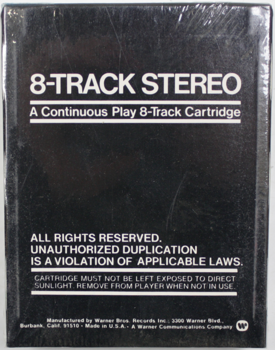 8-TRACK STEREO
A Continuous Play 8-Track Cartridge
ALL RIGHTS RESERVED.
UNAUTHORIZED DUPLICATION
IS A VIOLATION OF APPLICABLE LAWS.
CARTRIDGE MUST NOT BE LEFT EXPOSED TO DIRECT
SUNLIGHT. REMOVE FROM PLAYER WHEN NOT IN USE.
Manufactured by Warner Bros. Records Inc.: 3300 Warner Blvd.,
Burbank, Calif. 91510 - Made in U.S.A. - A Warner Communications Company